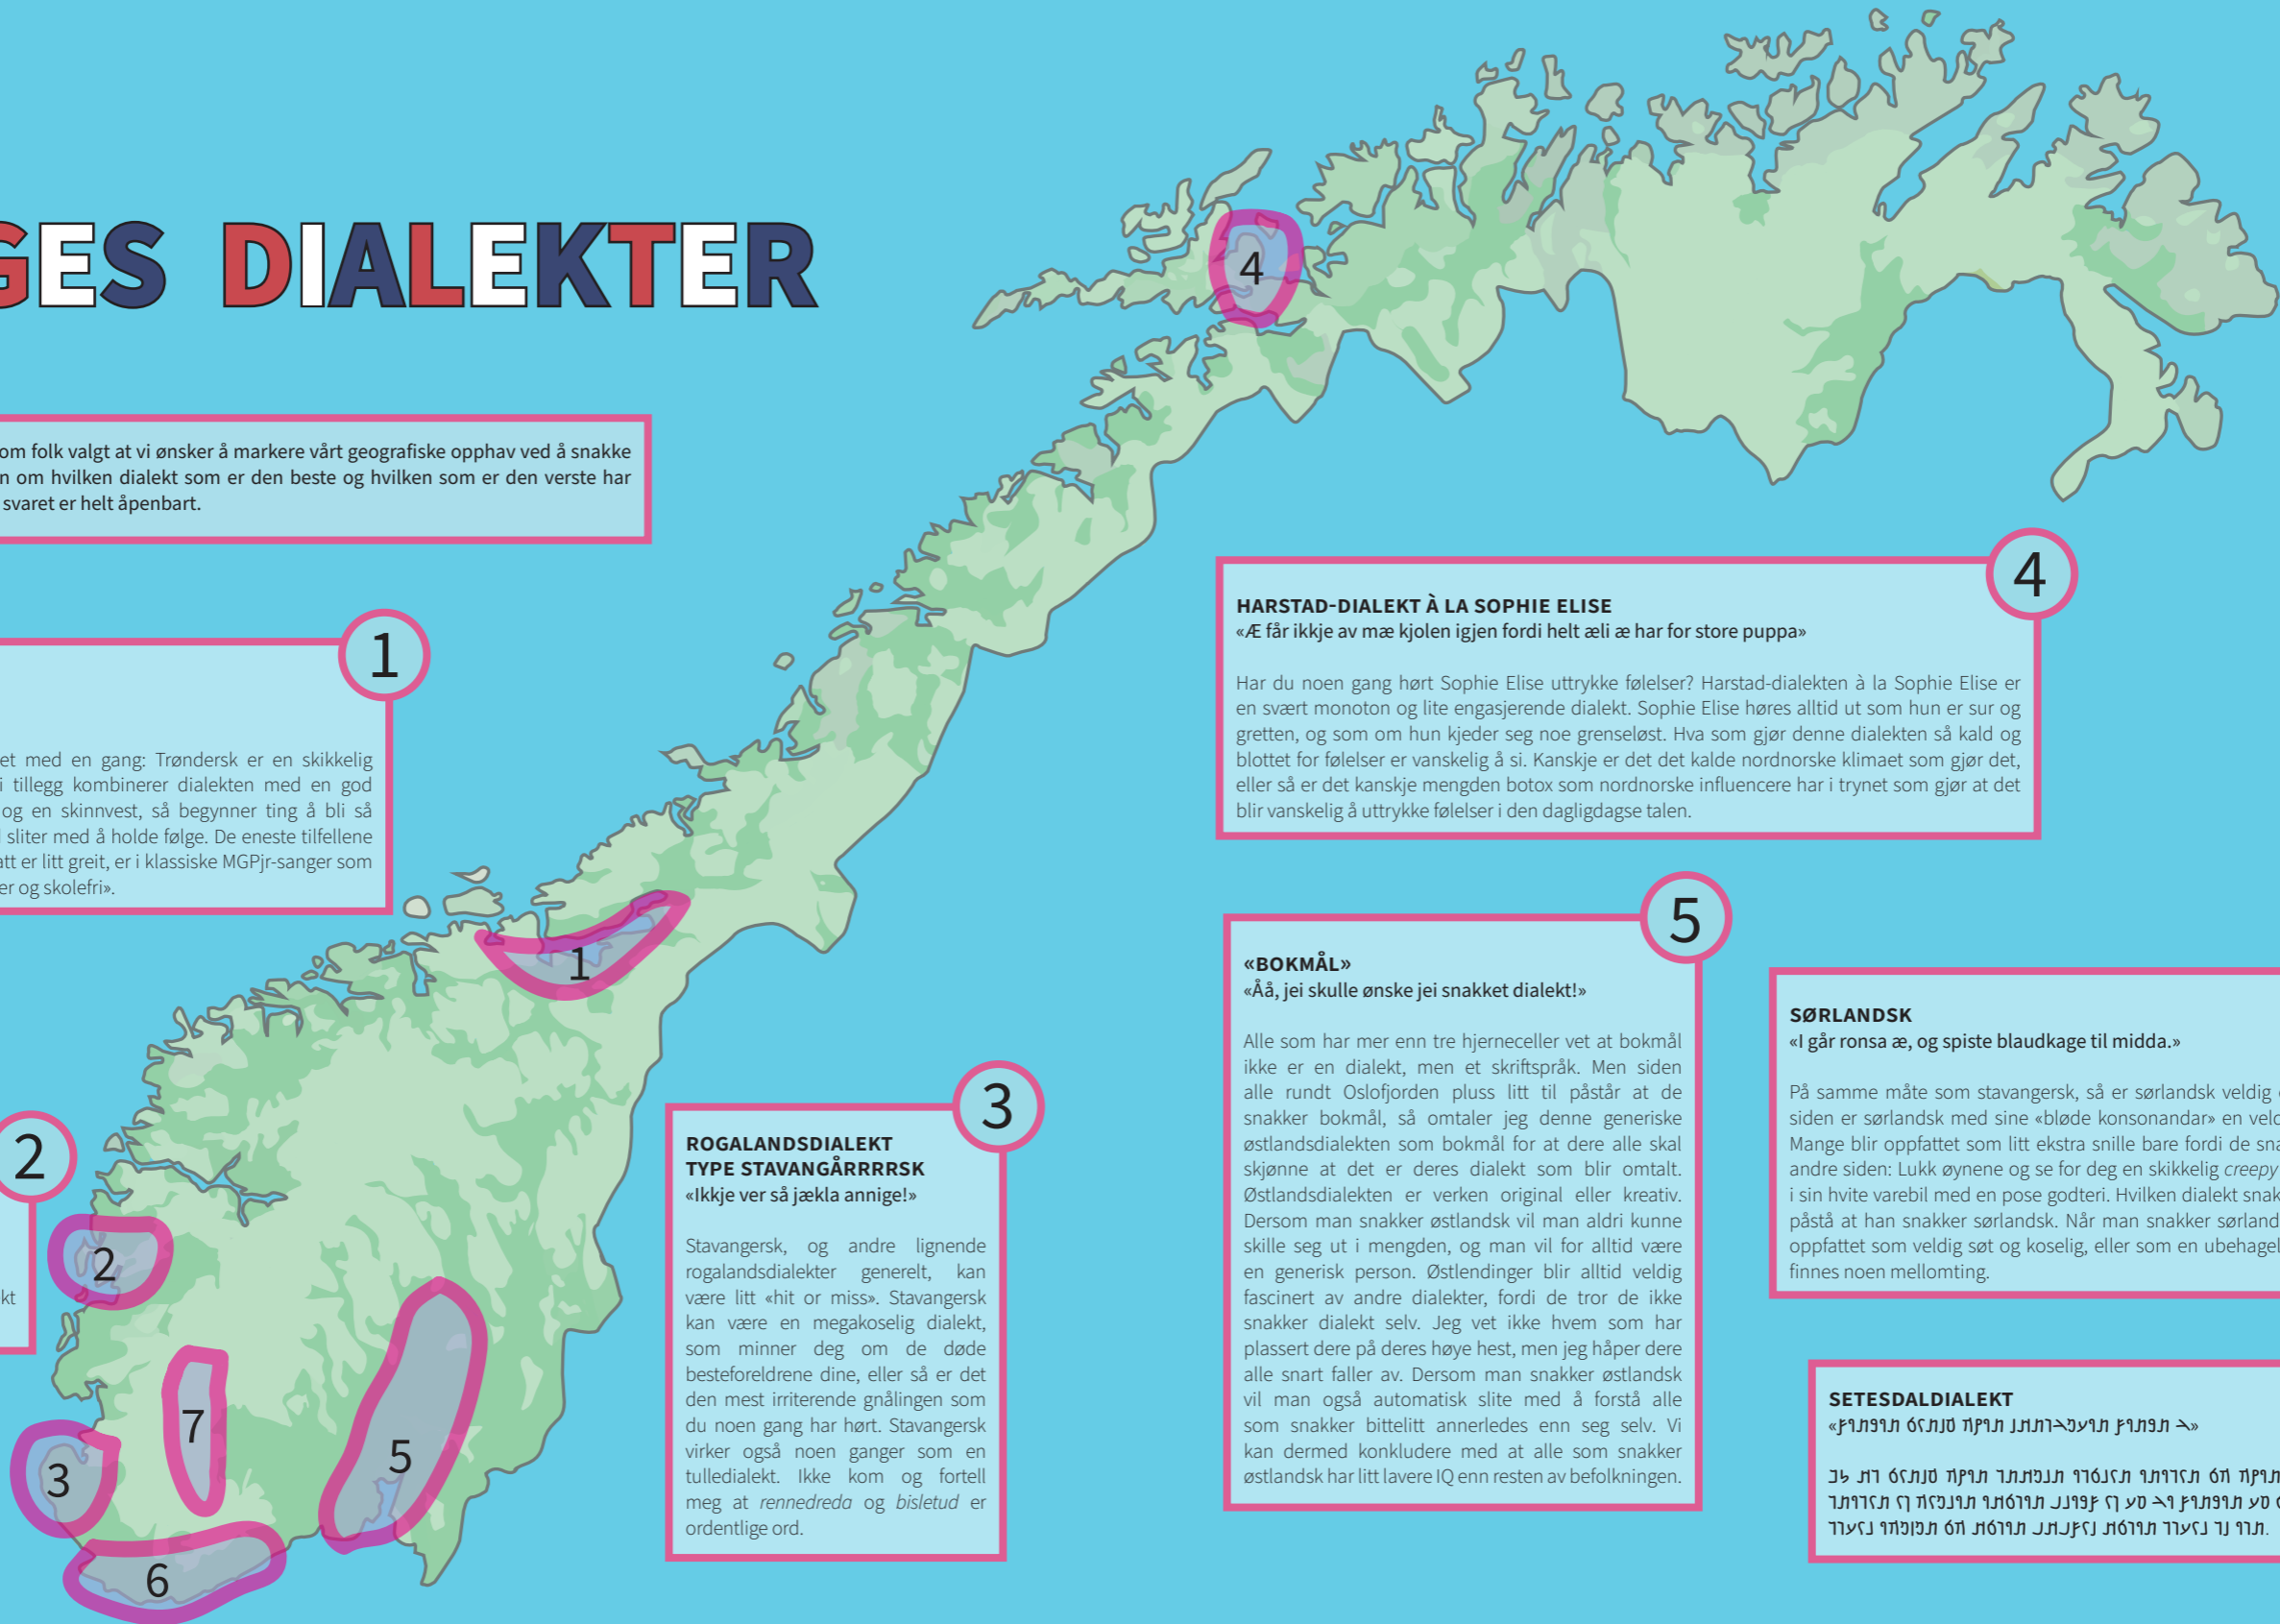 GES DIALEKTER
om folk valgt at vi ønsker å markere vårt geografiske opphav ved å snakke
n om hvilken dialekt som er den beste og hvilken som er den verste har
svaret er helt åpenbart.
1
et med en gang: Trøndersk er en skikkelig
i tillegg kombinerer dialekten med en god
og en skinnvest, så begynner ting å bli så
sliter med å holde følge. De eneste tilfellene
att er litt greit, er i klassiske MGPjr-sanger som
er og skolefri».
2
kt
3
ROGALANDSDIALEKT
TYPE STAVANGÅRRRRSK
«Ikkje ver så jækla annige!»
Stavangersk, og andre lignende
rogalandsdialekter generelt, kan
være litt «hit or miss». Stavangersk
kan være en megakoselig dialekt,
som minner deg om de døde
besteforeldrene dine, eller så er det
den mest irriterende gnålingen som
du noen gang har hørt. Stavangersk
virker også noen ganger som en
tulledialekt. Ikke kom og fortell
meg at rennedreda og bisletud er
ordentlige ord.
4
HARSTAD-DIALEKT À LA SOPHIE ELISE
«Æ får ikkje av mæ kjolen igjen fordi helt æli æ har for store puppa»
Har du noen gang hørt Sophie Elise uttrykke følelser? Harstad-dialekten à la Sophie Elise er
en svært monoton og lite engasjerende dialekt. Sophie Elise høres alltid ut som hun er sur og
gretten, og som om hun kjeder seg noe grenseløst. Hva som gjør denne dialekten så kald og
blottet for følelser er vanskelig å si. Kanskje er det det kalde nordnorske klimaet som gjør det,
eller så er det kanskje mengden botox som nordnorske influencere har i trynet som gjør at det
blir vanskelig å uttrykke følelser i den dagligdagse talen.
5
«BOKMÅL»
«Åå, jei skulle ønske jei snakket dialekt!»
Alle som har mer enn tre hjerneceller vet at bokmål
ikke er en dialekt, men et skriftspråk. Men siden
alle rundt Oslofjorden pluss litt til påstår at de
snakker bokmål, så omtaler jeg denne generiske
østlandsdialekten som bokmål for at dere alle skal
skjønne at det er deres dialekt som blir omtalt.
Østlandsdialekten er verken original eller kreativ.
Dersom man snakker østlandsk vil man aldri kunne
skille seg ut i mengden, og man vil for alltid være
en generisk person. Østlendinger blir alltid veldig
fascinert av andre dialekter, fordi de tror de ikke
snakker dialekt selv. Jeg vet ikke hvem som har
plassert dere på deres høye hest, men jeg håper dere
alle snart faller av. Dersom man snakker østlandsk
vil man også automatisk slite med å forstå alle
som snakker bittelitt annerledes enn seg selv. Vi
kan dermed konkludere med at alle som snakker
østlandsk har litt lavere IQ enn resten av befolkningen.
SØRLANDSK
«I går ronsa æ, og spiste blaudkage til midda.»
På samme måte som stavangersk, så er sørlandsk veldig
siden er sørlandsk med sine «bløde konsonandar» en veld
Mange blir oppfattet som litt ekstra snille bare fordi de sna
andre siden: Lukk øynene og se for deg en skikkelig creepy
i sin hvite varebil med en pose godteri. Hvilken dialekt snak
påstå at han snakker sørlandsk. Når man snakker sørland
oppfattet som veldig søt og koselig, eller som en ubehagel
finnes noen mellomting.
SETESDALDIALEKT
4
1
2
7
3
5
6